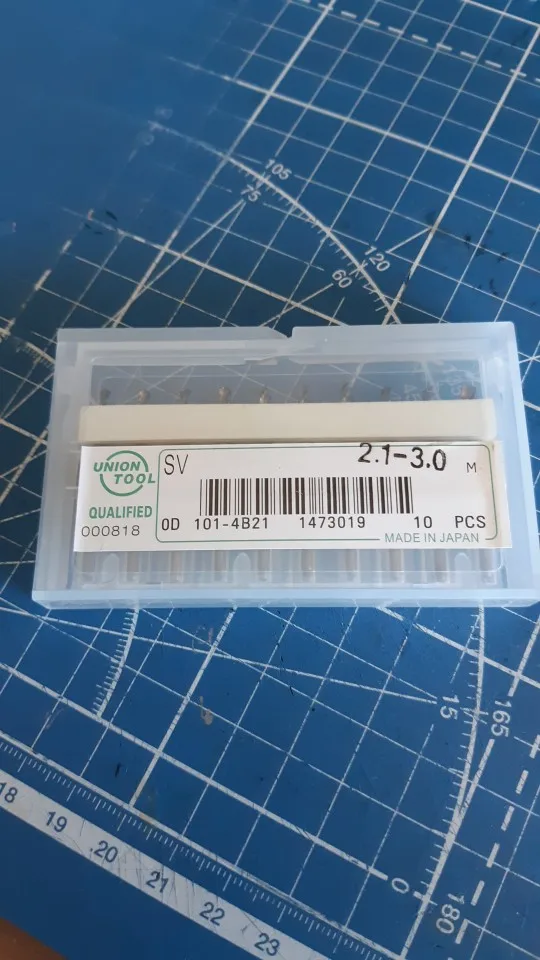 105
75
120
60
UNION
TOOL
QUALIFIED
000818
SV
2.1-3.0
M
0D 101-4B21 1473019 10 PCS
MADE IN JAPAN
15
165
0
180
18
19
20
21
22
23